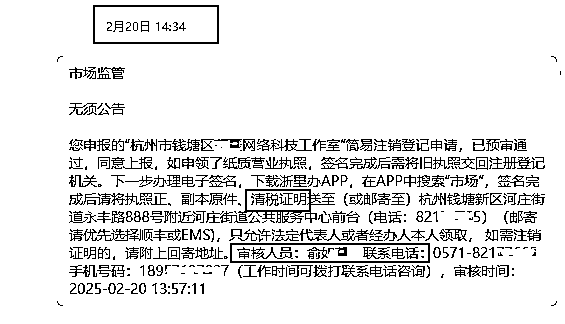 2月20日 14:34
市场监管
无须公告
您申报的“杭州市钱塘区网络科技工作室”简易注销登记申请，已预审通
过，同意上报，如申领了纸质营业执照，签名完成后需将旧执照交回注册登记
机关。下一步办理电子签名，下载浙里办APP，在APP中搜索“市场”，签名完
成后请将执照正、副本原件、清税证明送至（或邮寄至）杭州钱塘新区河庄街
道永丰路888号附近河庄街道公共服务中心前台（电话：821 5）（邮寄
请优先选择顺丰或EMS)，只允许法定代表人或者经办人本人领取，如需注销
证明的，请附上回寄地址。审核人员：俞 联系电话：0571-821
手机号码：189 （工作时间可拨打联系电话咨询），审核时间：
2025-02-20 13:57:11